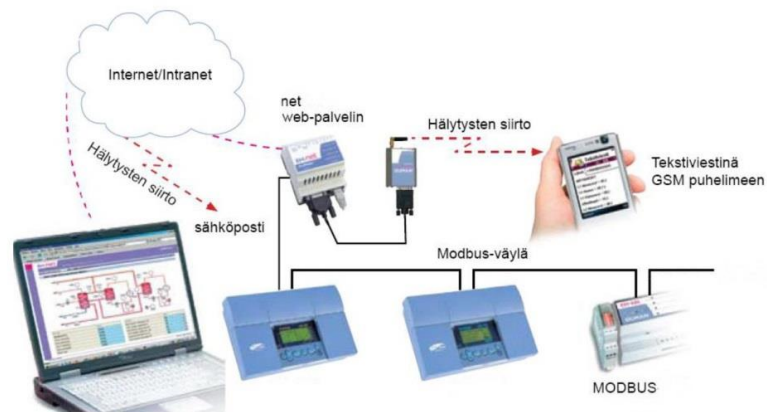 Internet/Intranet
net
web-palvelin
Hälytysten siirto
Hälytysten siirto
Tekstiviestinä
GSM puhelimeen
sähköposti
Modbus-väylä
MODBUS